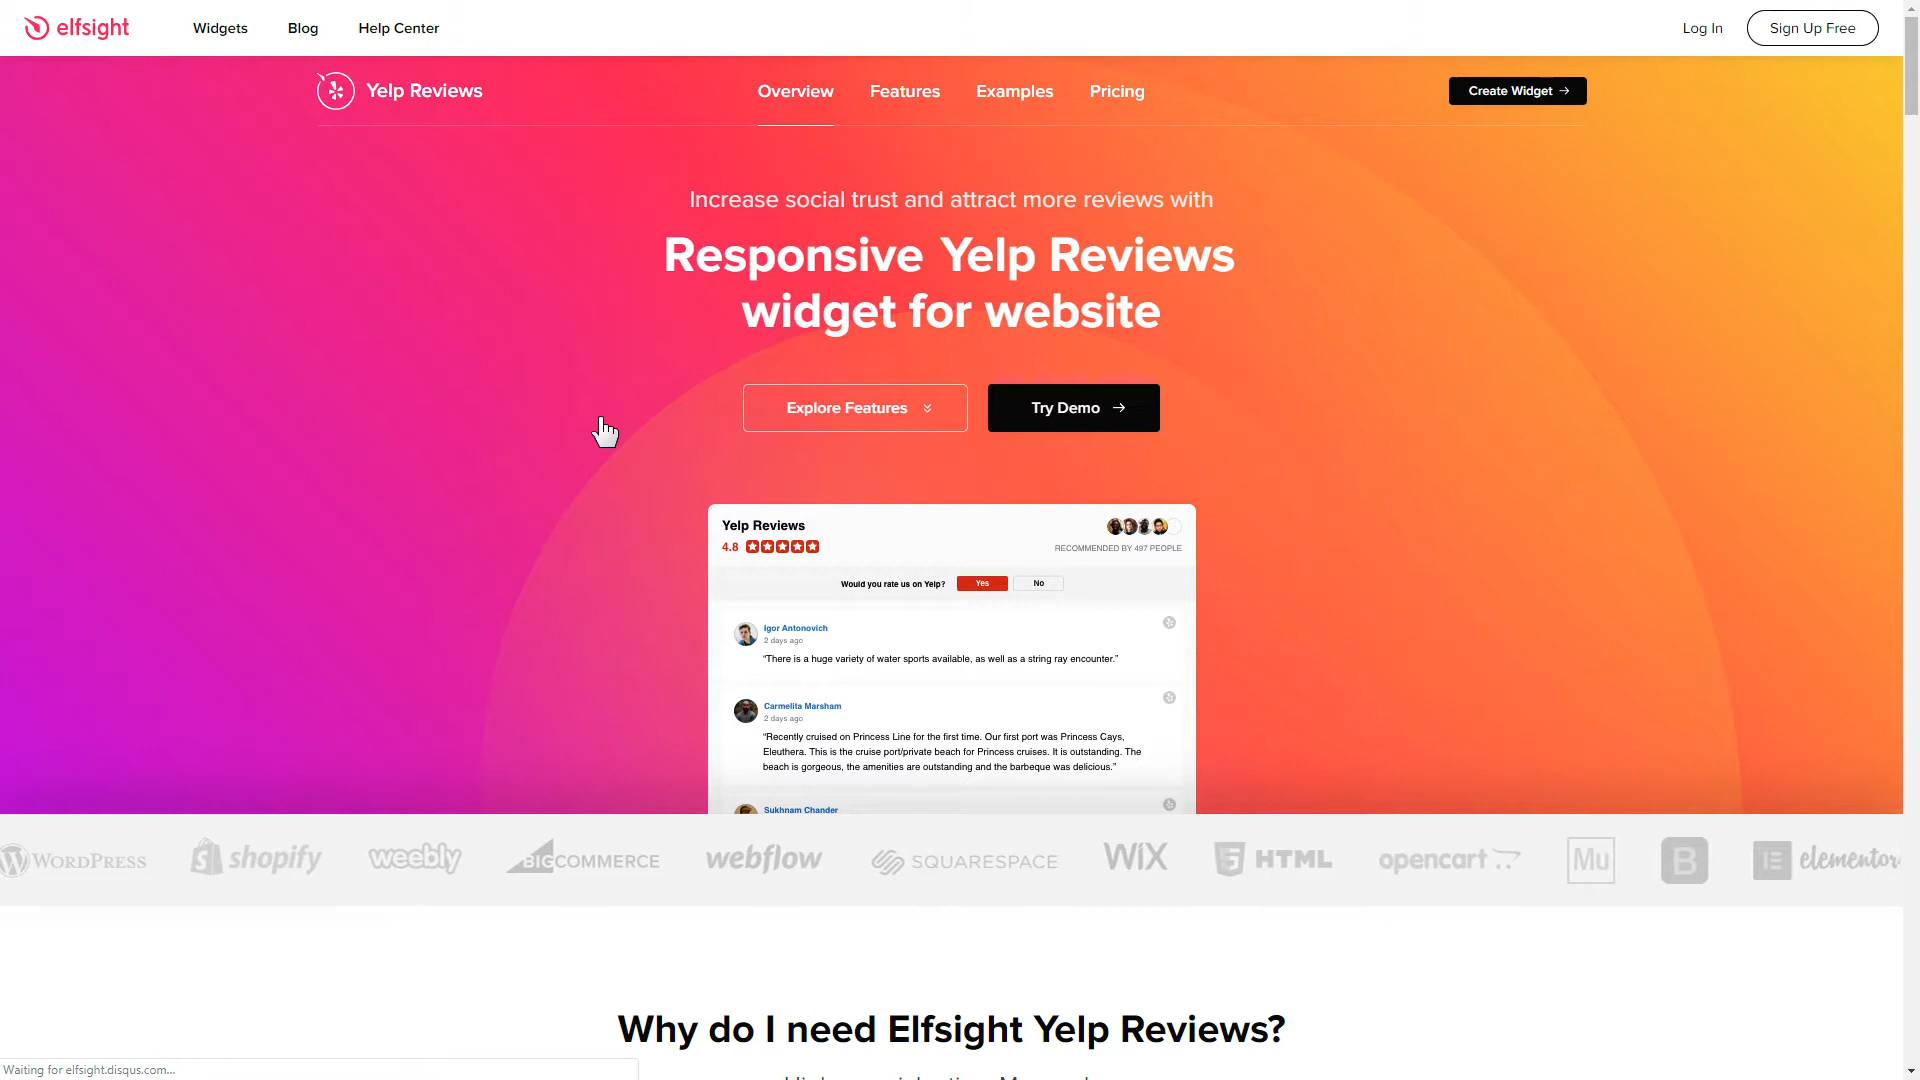 elfsight
Widgets
Blog
Help Center
Log In
Sign Up Free
Yelp Reviews
Overview
Features
Examples
Pricing
Create Widget
Increase social trust and attract more reviews with
Responsive Yelp Reviews
widget for website
Explore Features
Try Demo
Yelp Reviews
4.8
RECOMMENDED BY 497 PEOPLE
Would you rate us on Yelp?
Yes
No
Igor Antonovich
2 days ago
“There is a huge variety of water sports available, as well as a string ray encounter.”
Carmelita Marsham
2 days ago
“Recently cruised on Princess Line for the first time. Our first port was Princess Cays,
Eleuthera. This is the cruise port/private beach for Princess cruises. It is outstanding. The
beach is gorgeous, the amenities are outstanding and the barbeque was delicious.”
Sukhnam Chander
WORDPRESS
shopify
weebly
BIGCOMMERCE
webflow
SQUARESPACE
WiX
HTML
opencart
Mu
B
elementor
Why do I need Elfsight Yelp Reviews?
Waiting for elfsight.disqus.com...